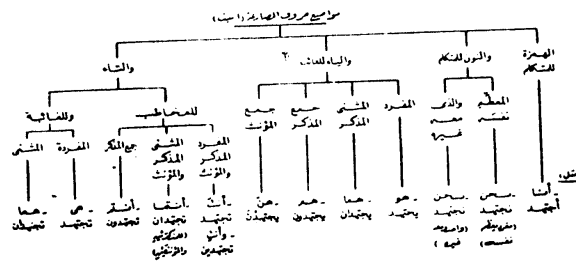 مواضع حروف المضارعة (أنيت)
الهمزة للمتكلم
والنون للمتكلم
والياء للغائب
والتاء
المعظم نفسه
والذي معه غيره
المفرد
المثنى المذكر
جمع المذكر
جمع المؤنث
للمخاطب
وللغائبة
المفرد المذكر والمؤنث
المثنى المذكر والمؤنث
جمع المذكر
المفردة
المثنى
مثل:
ـ أنا أجتهد
ـ نحن نجتهد
ـ نحن نجتهد
ـ هو يجتهد
ـ هما يجتهدان
ـ هم يجتهدون
ـ هنّ يجتهدْنَ
ـ أنتَ تجتهد
ـ وأنتِ تجتهدين
ـ أنتما تجتهدان
ـ أنتم تجتهدون
ـ هي تجتهد
ـ هما تجتهدان